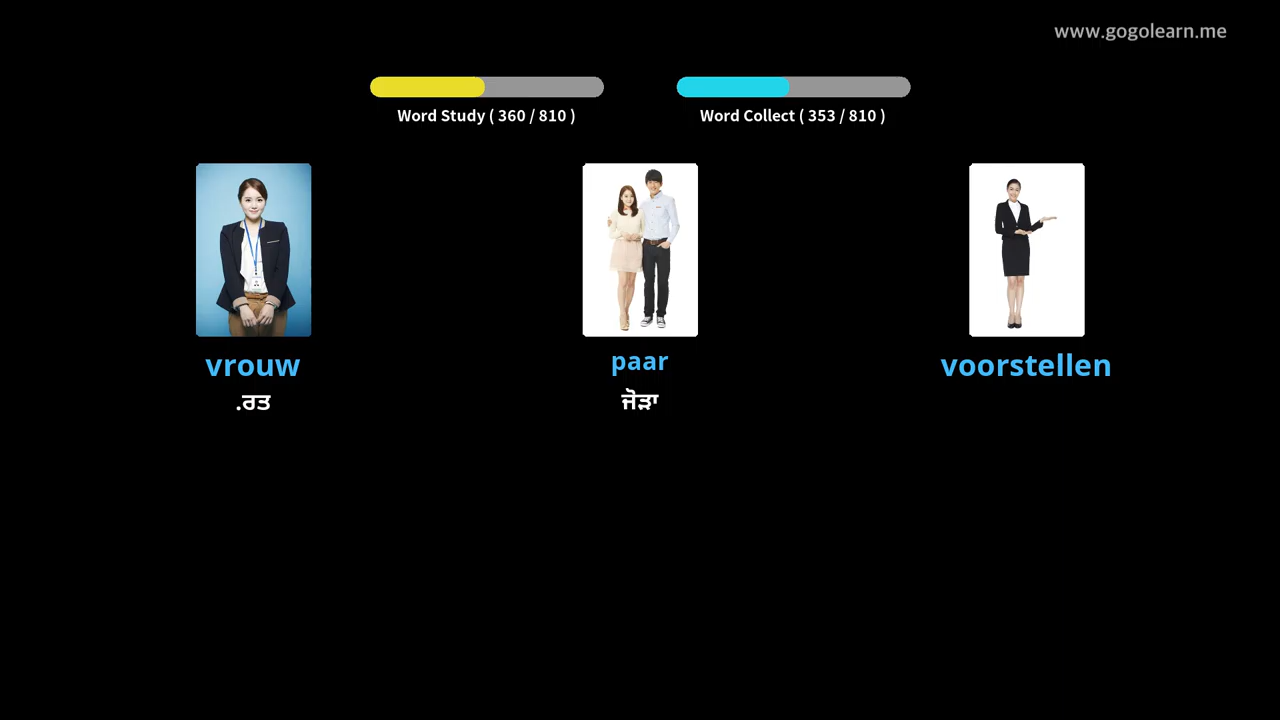 www.gogolearn.me
Word Study ( 360 / 810 )
Word Collect ( 353 / 810 )
vrouw
paar
voorstellen
.ਰਤ
ਜੋੜਾ